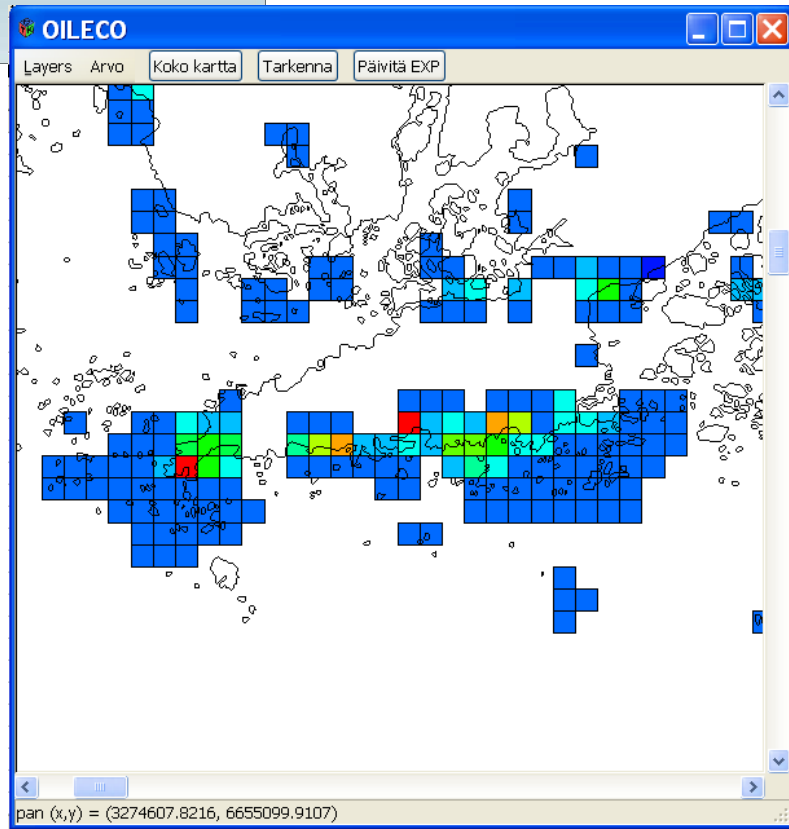 OILECO
Layers Arvo Koko kartta Tarkenna Päivitä EXP
pan (x,y) = (3274607.8216, 6655099.9107)